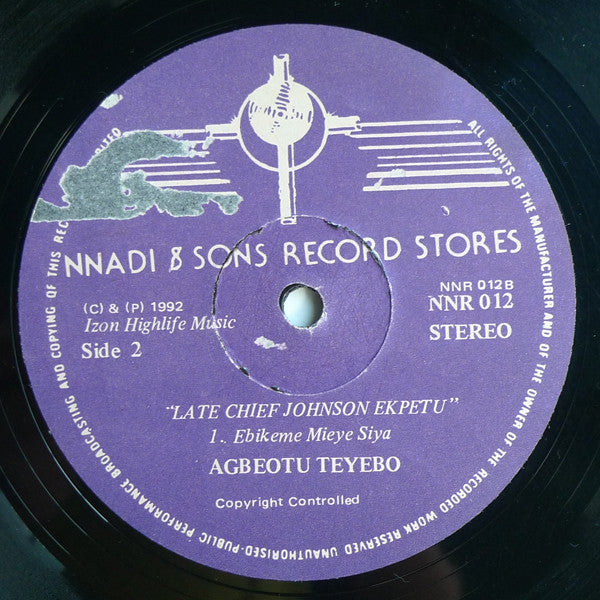 NNADI & SONS RECORD STORES
(C) & (P) 1992
Izon Highlife Music
Side 2
NNR 012B
NNR 012
STEREO
"LATE CHIEF JOHNSON EKPETU"
1. Ebikeme Mieye Siya
AGBEOTU TEYEBO
Copyright Controlled
ALL RIGHTS OF THE MANUFACTURER AND OF THE OWNER OF THE RECORDED WORK RESERVED UNAUTHORISED·PUBLIC PERFORMANCE BROADCASTING AND COPYING OF THIS REC